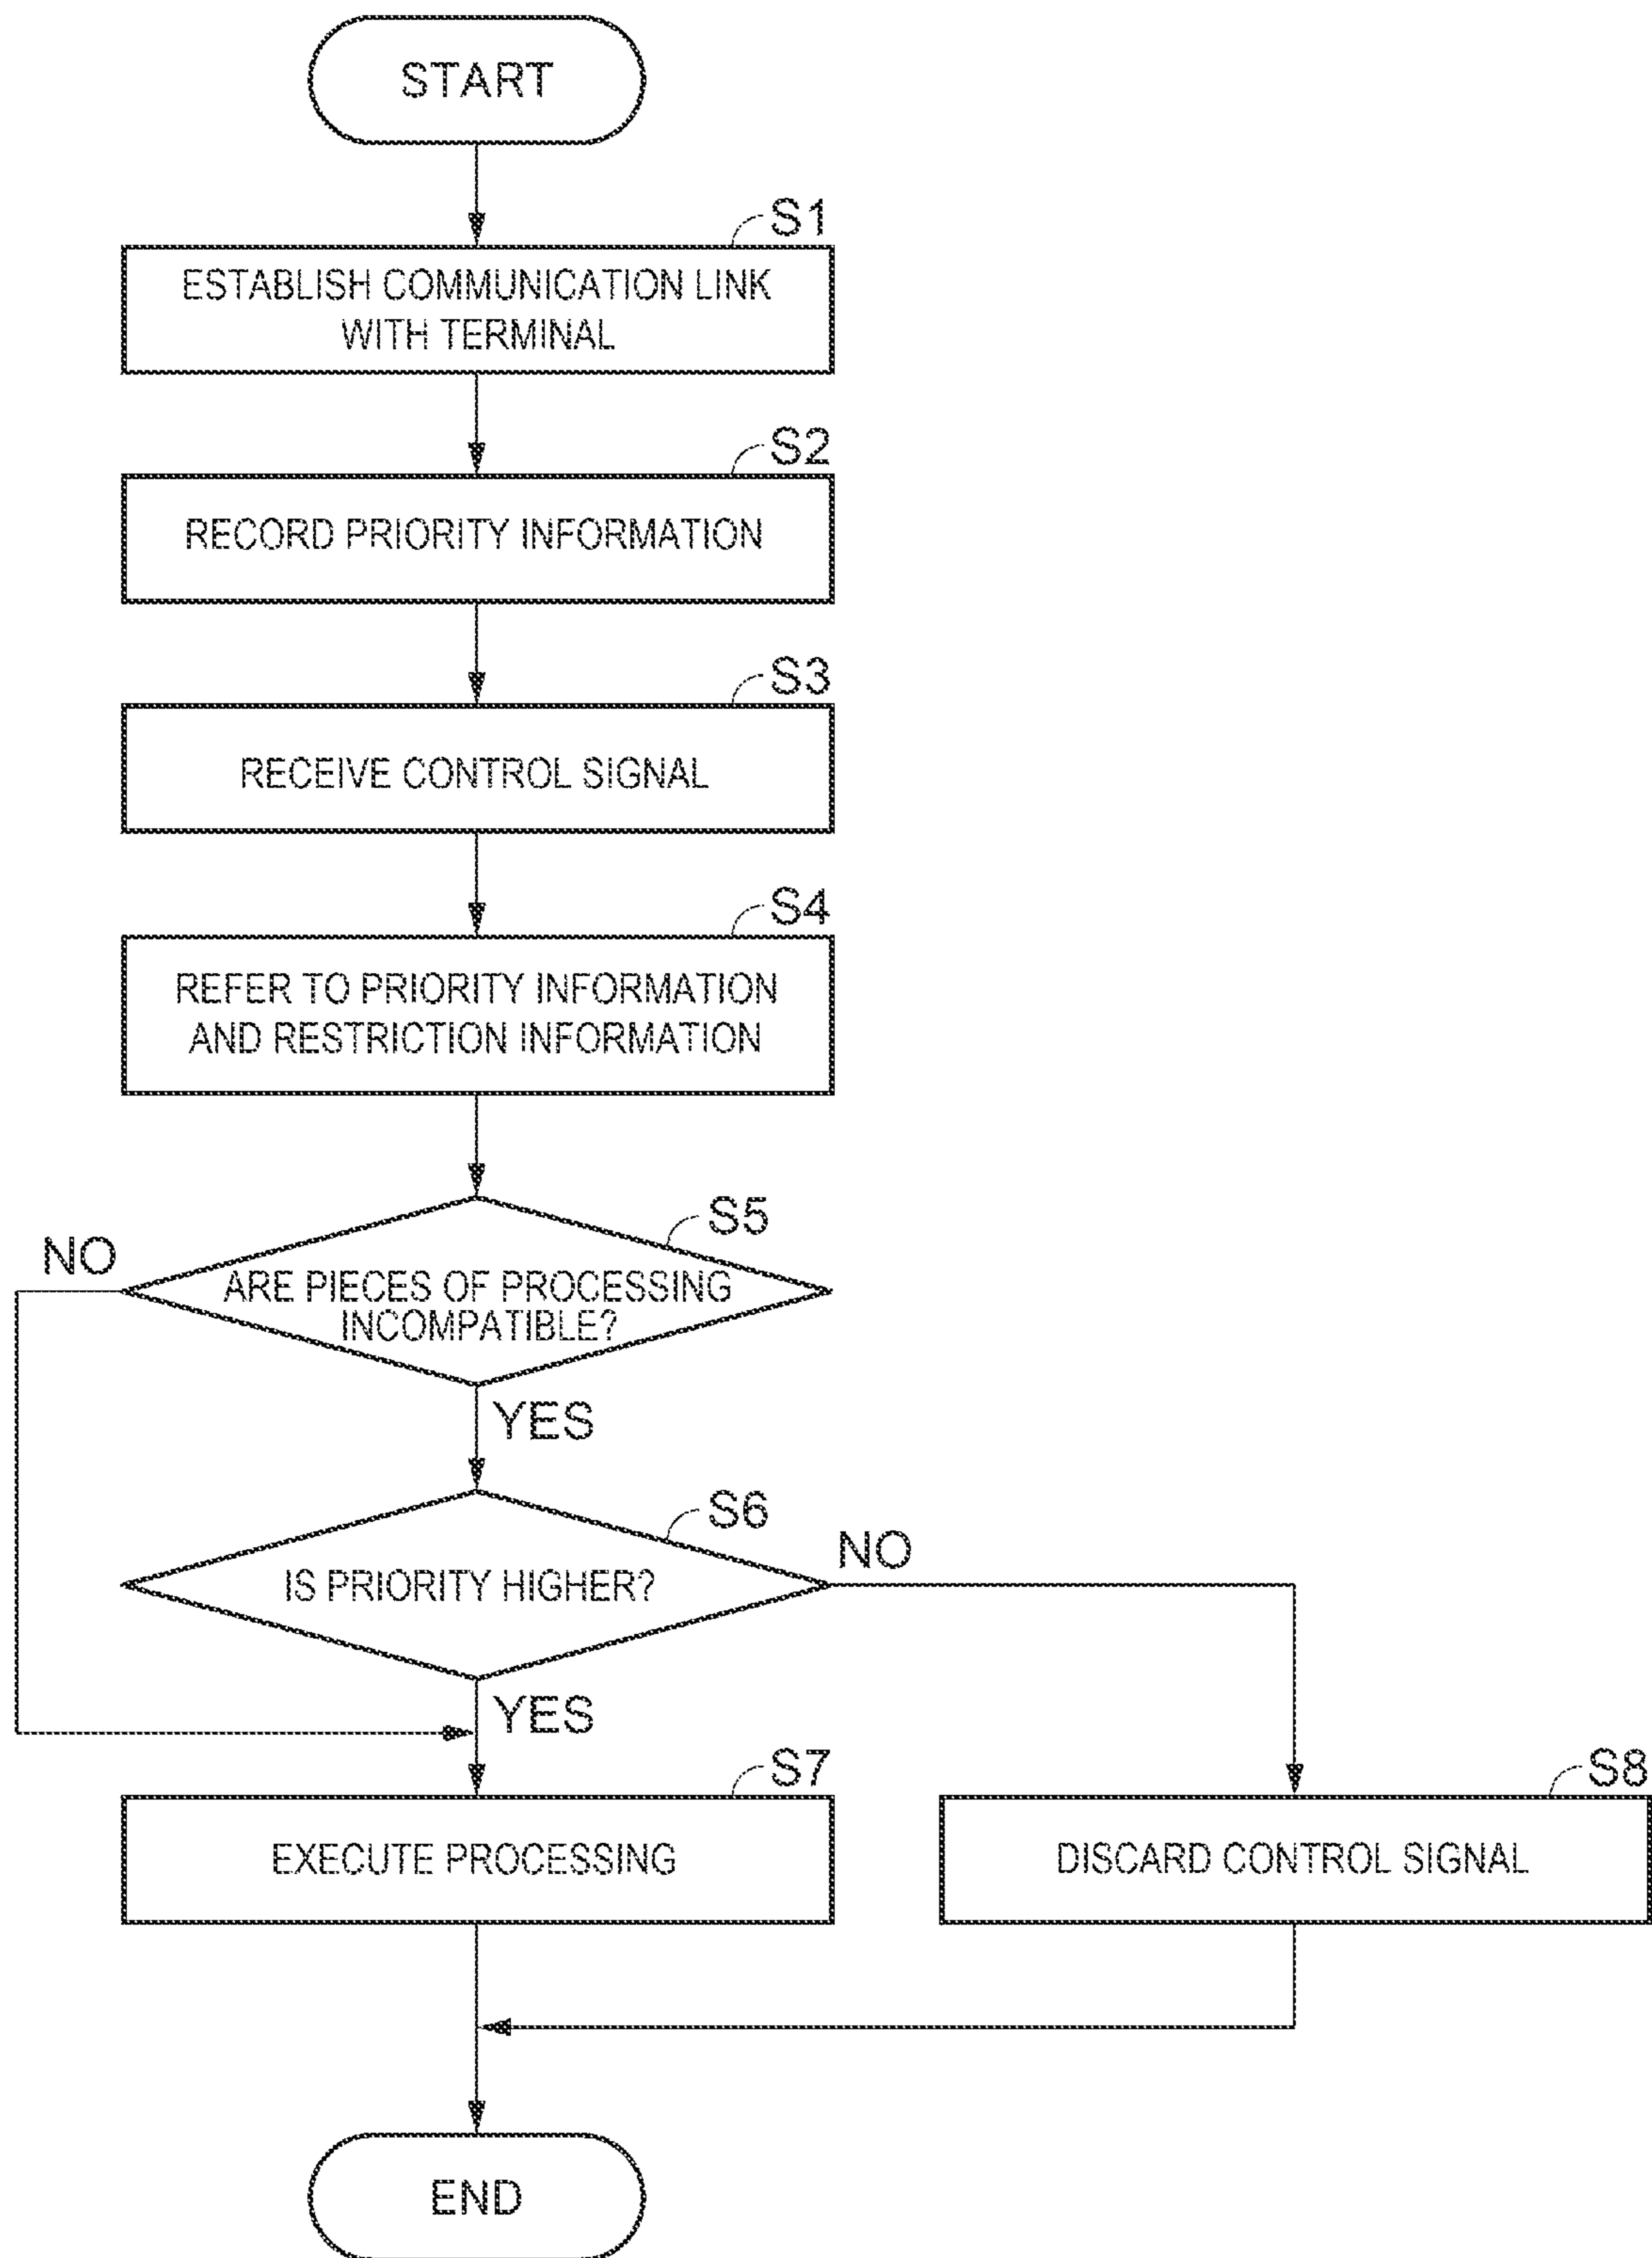 START
S1
ESTABLISH COMMUNICATION LINK
WITH TERMINAL
S2
RECORD PRIORITY INFORMATION
S3
RECEIVE CONTROL SIGNAL
S4
REFER TO PRIORITY INFORMATION
AND RESTRICTION INFORMATION
S5
NO
ARE PIECES OF PROCESSING
INCOMPATIBLE?
YES
S6
NO
IS PRIORITY HIGHER?
YES
S7
EXECUTE PROCESSING
S8
DISCARD CONTROL SIGNAL
END